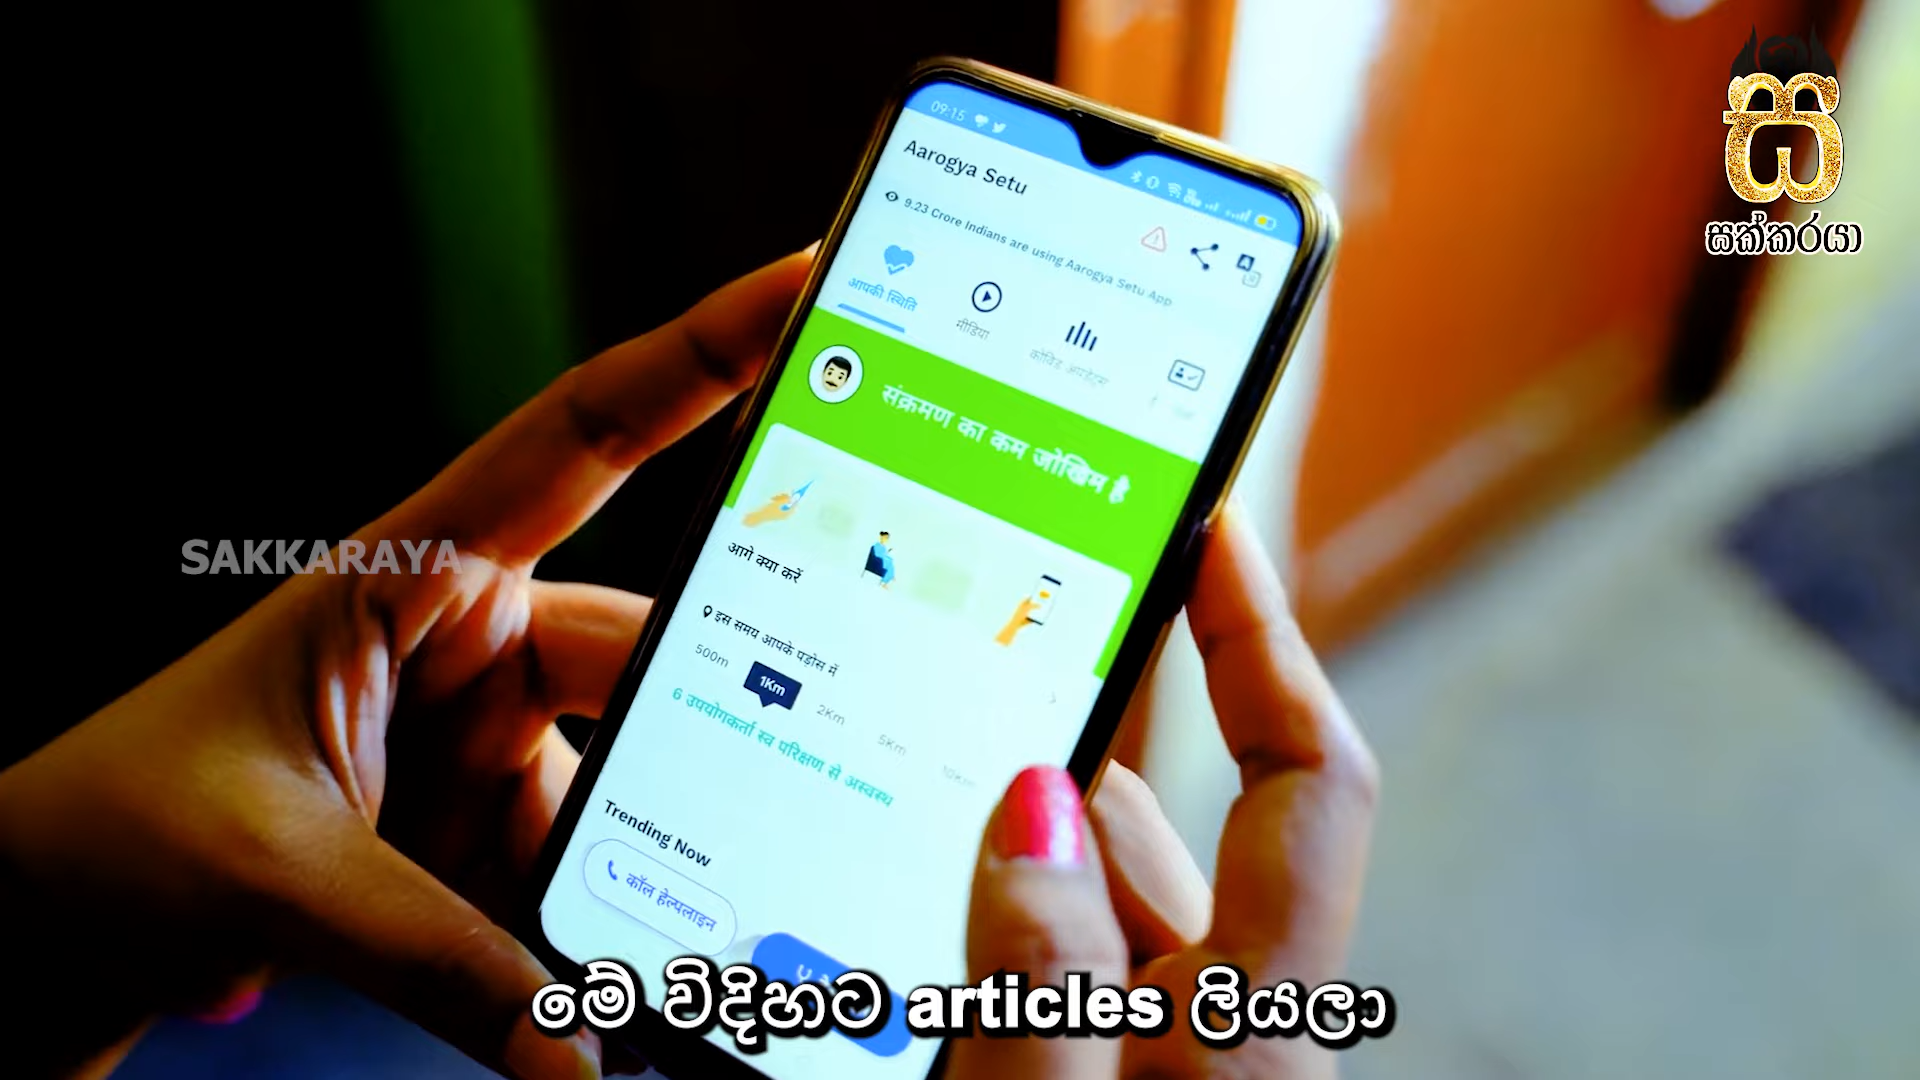 09:15
Aarogya Setu
9.23 Crore Indians are using Aarogya Setu App
සක්කරයා
आपकी स्थिति
मीडिया
कोविड अपडेट्स
संक्रमण का कम जोखिम है
SAKKARAYA
आगे क्या करें
इस समय आपके पड़ोस में
500m
1Km
2Km
5Km
10Km
6 उपयोगकर्ता स्व परिक्षण से अस्वस्थ
Trending Now
कॉल हेल्पलाइन
මේ විදිහට articles ලියලා